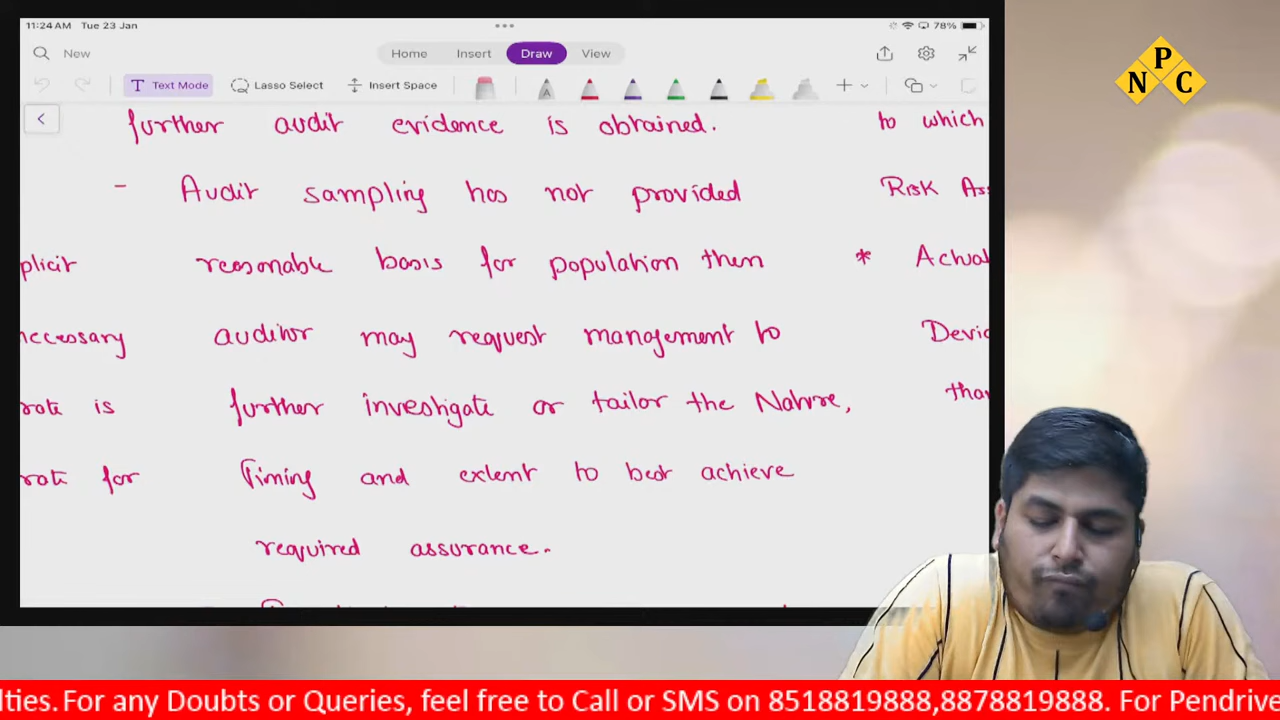 11:24 AM Tue 23 Jan
78%
New
Home Insert Draw View
Text Mode Lasso Select Insert Space
further audit evidence is obtained.
to which
- Audit sampling has not provided
Risk Ass
plicit
reasonable basis for population then
* Actual
necessary
auditor may request management to
Devia
rate is
further investigate or tailor the Nature,
than
rate for
Timing and extent to best achieve
required assurance.
N P C
lties. For any Doubts or Queries, feel free to Call or SMS on 8518819888,8878819888. For Pendrive